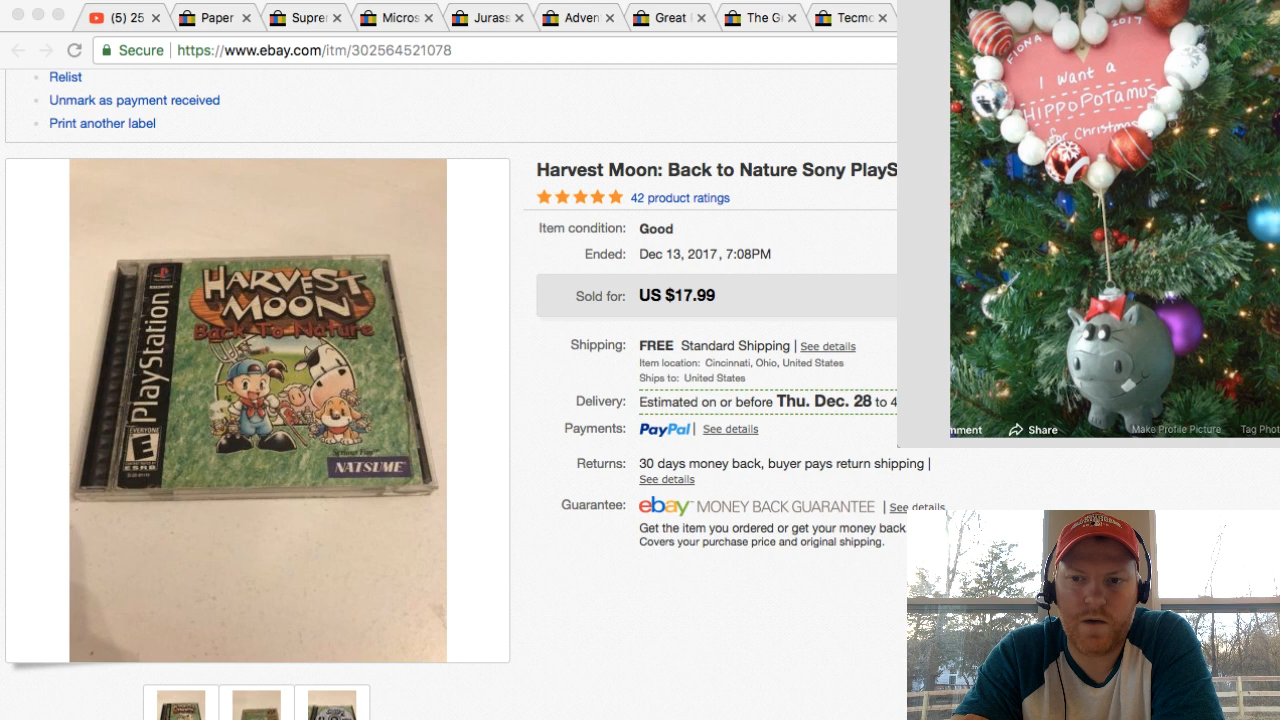 (5) 25
Paper
Super
Micros
Jurass
Adven
Great
The G
Tecmo
Secure
https://www.ebay.com/itm/302564521078
Relist
Unmark as payment received
Print another label
PlayStation
EVERYONE
E
ESRB
HARVEST
MOON
Back To Nature
NATSUME
Harvest Moon: Back to Nature Sony PlayS
42 product ratings
Item condition: Good
Ended: Dec 13, 2017, 7:08PM
Sold for: US $17.99
Shipping: FREE Standard Shipping | See details
Item location: Cincinnati, Ohio, United States
Ships to: United States
Delivery: Estimated on or before Thu. Dec. 28 to 4
Payments: PayPal | See details
Returns: 30 days money back, buyer pays return shipping |
See details
Guarantee: ebay MONEY BACK GUARANTEE | See details
Get the item you ordered or get your money back
Covers your purchase price and original shipping.
FIONA
2017
I want a
HIPPOPOTAMUS
for Christmas
mment
Share
Make Profile Picture
Tag Phot